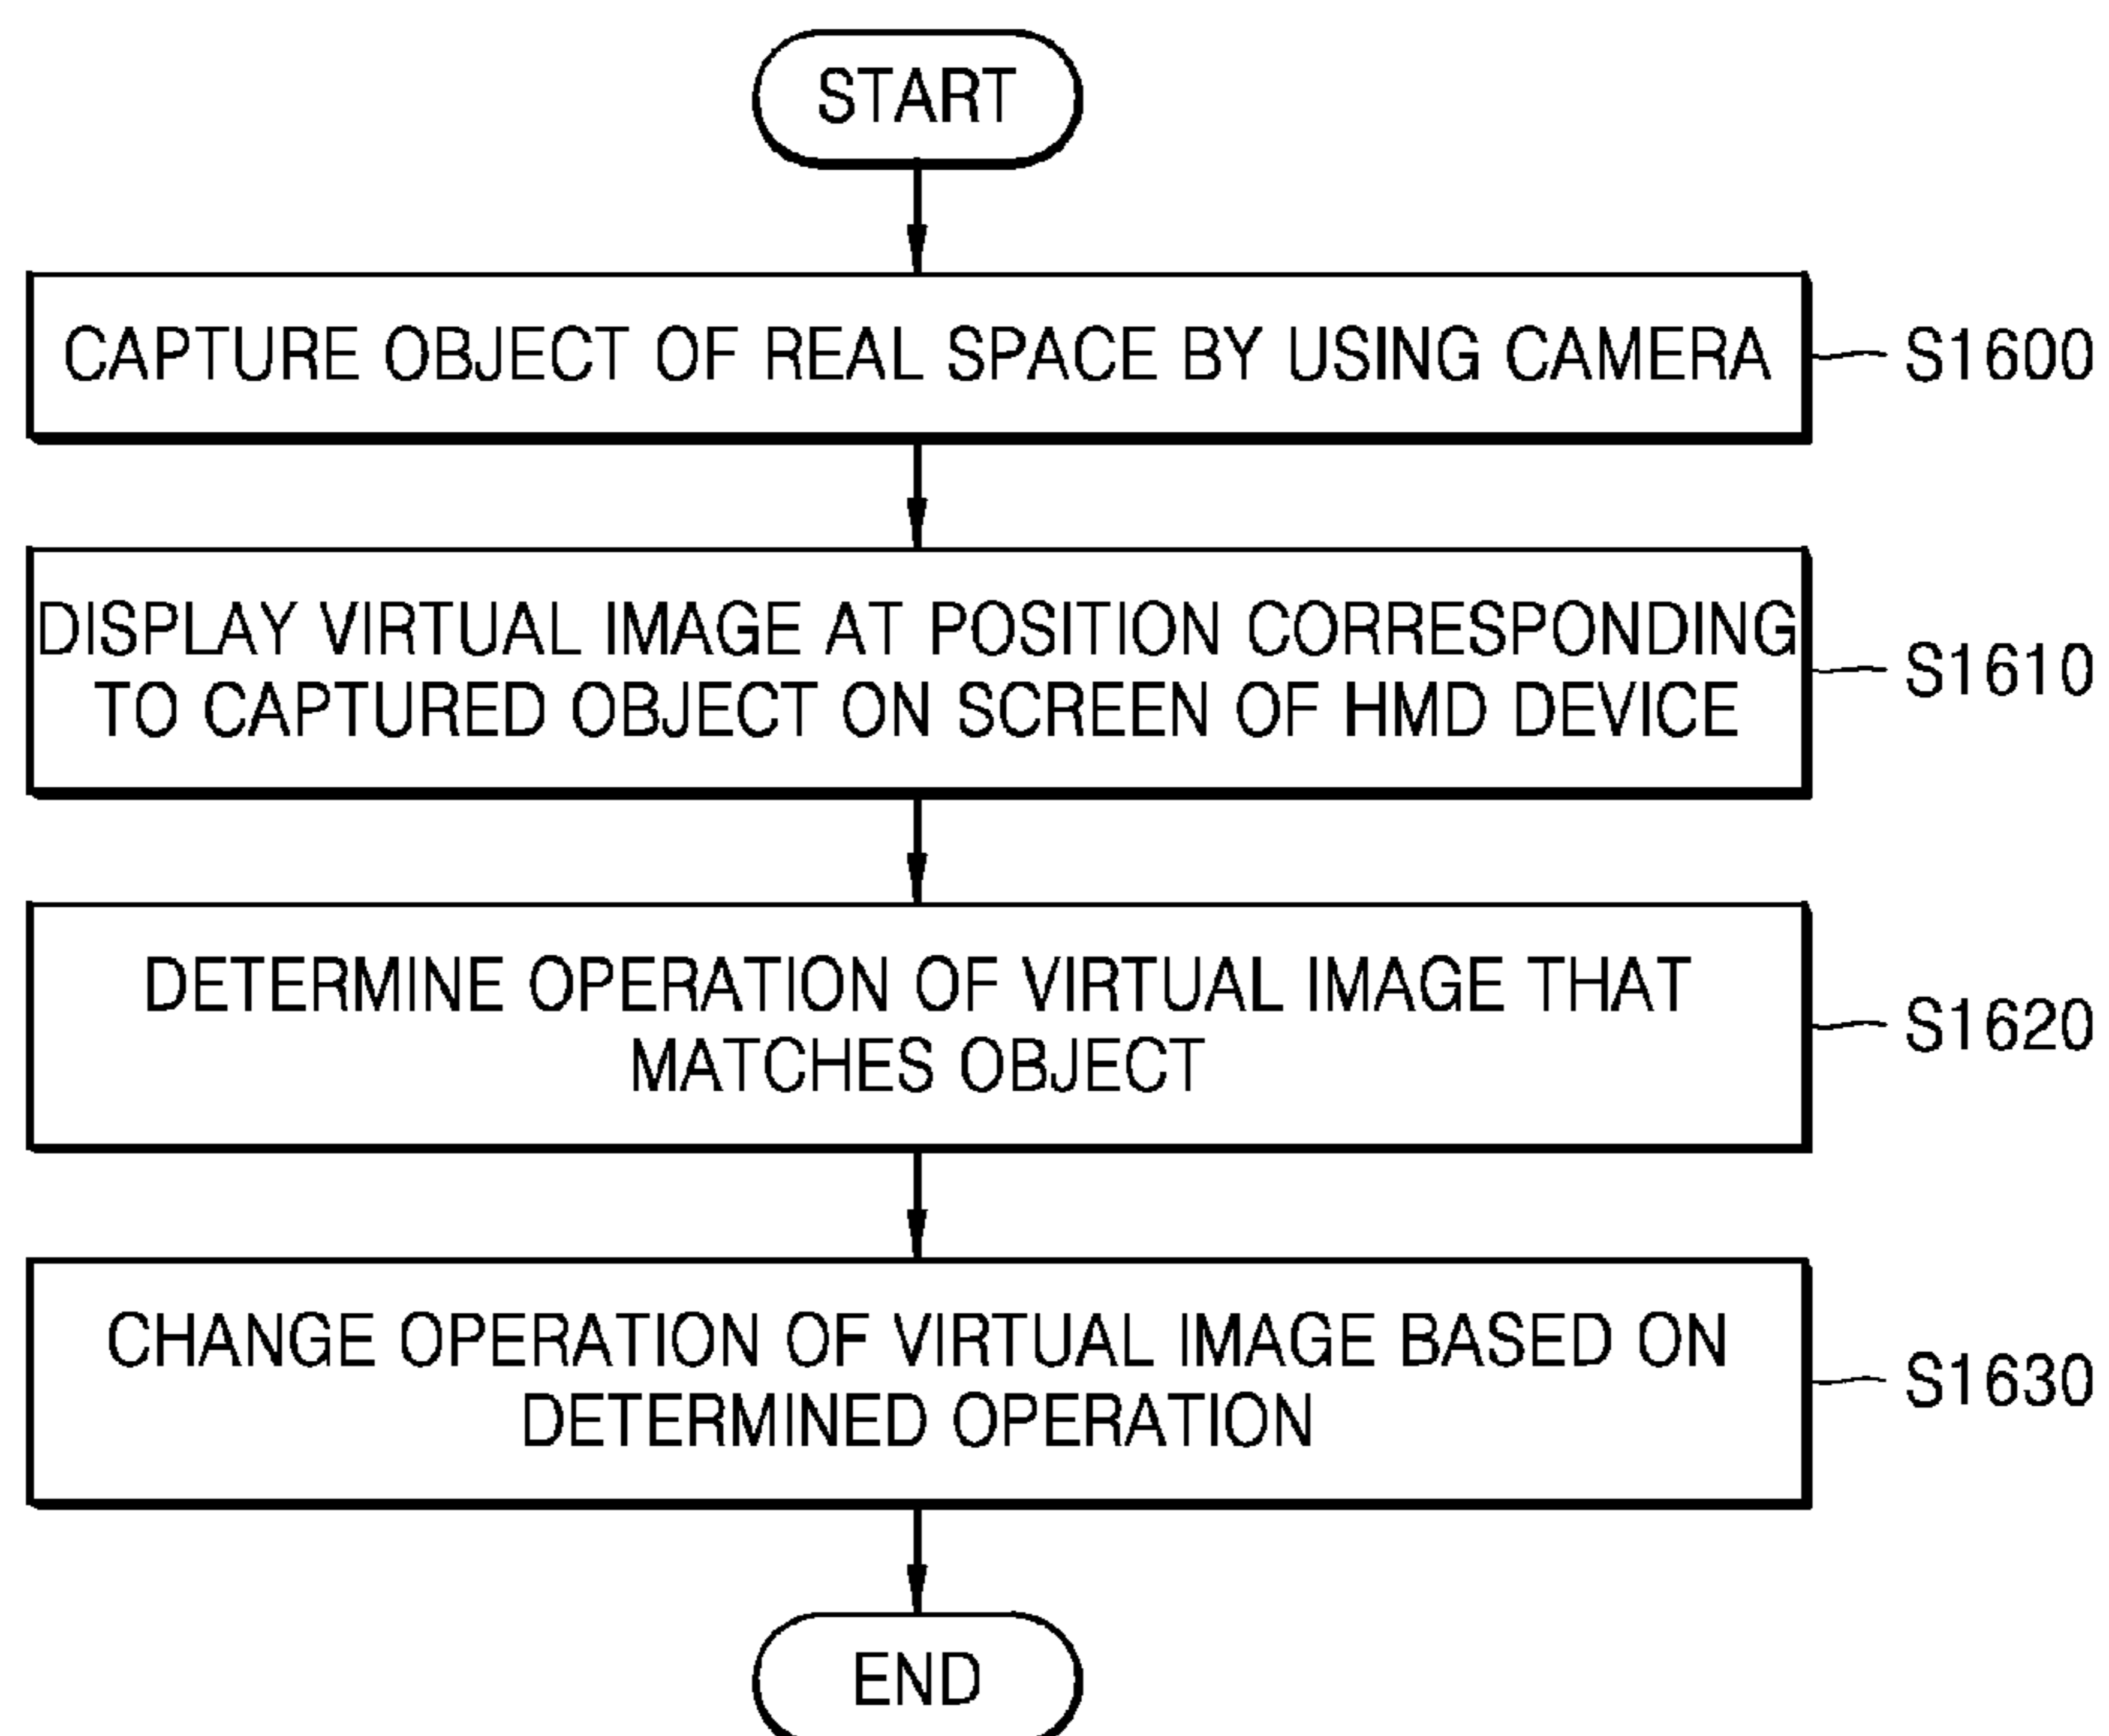 START
CAPTURE OBJECT OF REAL SPACE BY USING CAMERA
S1600
DISPLAY VIRTUAL IMAGE AT POSITION CORRESPONDING
TO CAPTURED OBJECT ON SCREEN OF HMD DEVICE
S1610
DETERMINE OPERATION OF VIRTUAL IMAGE THAT
MATCHES OBJECT
S1620
CHANGE OPERATION OF VIRTUAL IMAGE BASED ON
DETERMINED OPERATION
S1630
END